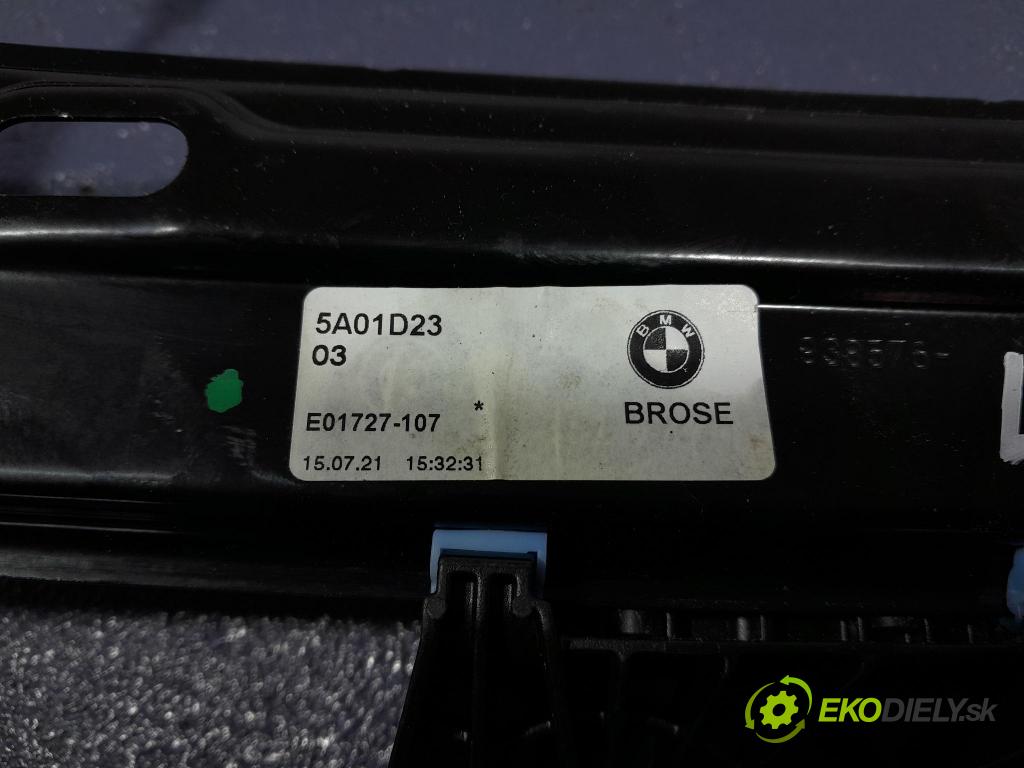 5A01D23
03
E01727-107 *
15.07.21 15:32:31
BMW
BROSE
EKODIELY.sk